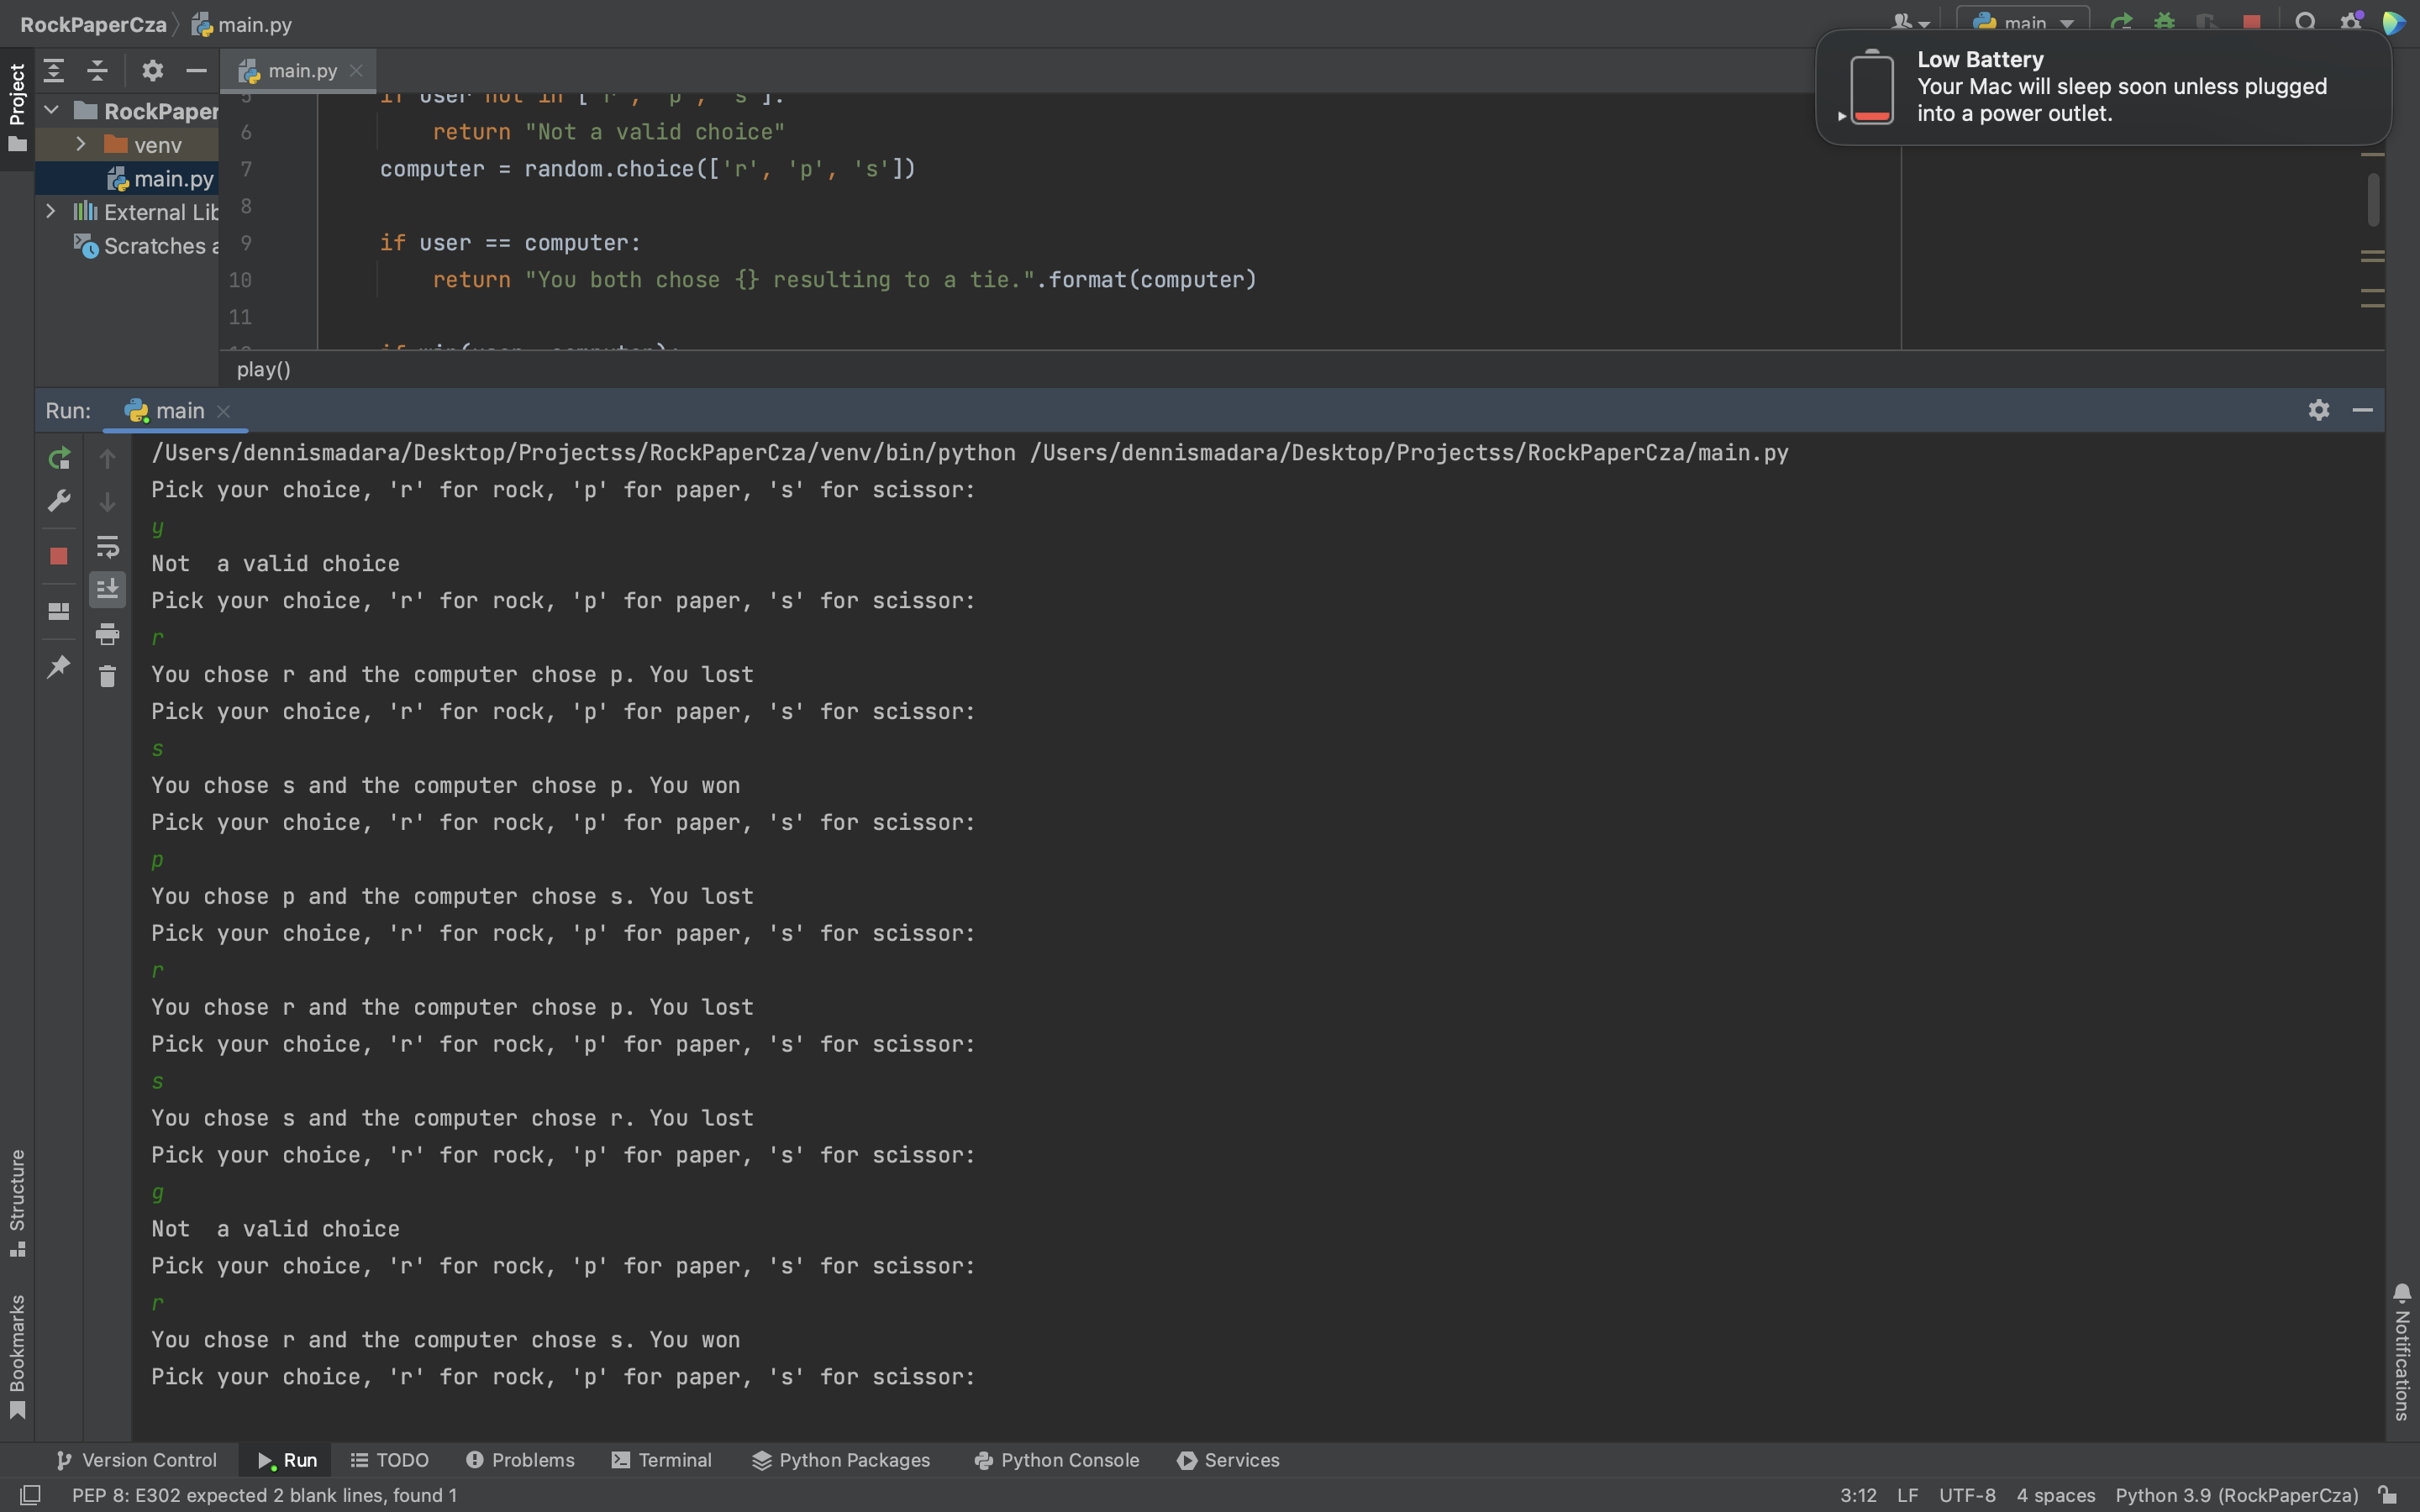 RockPaperCza
main.py
main
Low Battery
Your Mac will sleep soon unless plugged
into a power outlet.
Project
main.py
RockPaper
venv
main.py
External Lib
Scratches a
5 if user not in ['r', 'p', 's']:
6 return "Not a valid choice"
7 computer = random.choice(['r', 'p', 's'])
8
9 if user == computer:
10 return "You both chose {} resulting to a tie.".format(computer)
11
12 if win(user, computer):
play()
Run: main
/Users/dennismadara/Desktop/Projectss/RockPaperCza/venv/bin/python /Users/dennismadara/Desktop/Projectss/RockPaperCza/main.py
Pick your choice, 'r' for rock, 'p' for paper, 's' for scissor:
y
Not  a valid choice
Pick your choice, 'r' for rock, 'p' for paper, 's' for scissor:
r
You chose r and the computer chose p. You lost
Pick your choice, 'r' for rock, 'p' for paper, 's' for scissor:
s
You chose s and the computer chose p. You won
Pick your choice, 'r' for rock, 'p' for paper, 's' for scissor:
p
You chose p and the computer chose s. You lost
Pick your choice, 'r' for rock, 'p' for paper, 's' for scissor:
r
You chose r and the computer chose p. You lost
Pick your choice, 'r' for rock, 'p' for paper, 's' for scissor:
s
You chose s and the computer chose r. You lost
Pick your choice, 'r' for rock, 'p' for paper, 's' for scissor:
g
Not  a valid choice
Pick your choice, 'r' for rock, 'p' for paper, 's' for scissor:
r
You chose r and the computer chose s. You won
Pick your choice, 'r' for rock, 'p' for paper, 's' for scissor:
Structure
Bookmarks
Notifications
Version Control Run TODO Problems Terminal Python Packages Python Console Services
PEP 8: E302 expected 2 blank lines, found 1
3:12 LF UTF-8 4 spaces Python 3.9 (RockPaperCza)